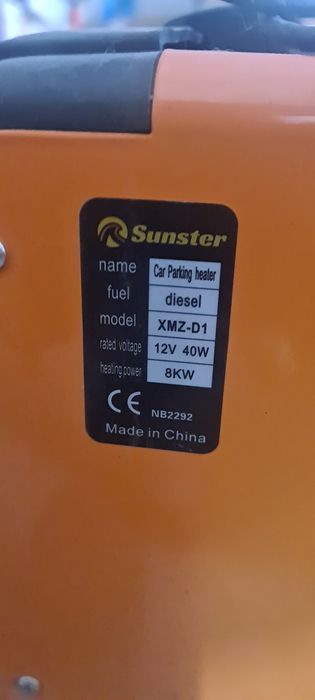 Sunster
name Car Parking heater
fuel diesel
model XMZ-D1
rated voltage 12V 40W
heating power 8KW
CE NB2292
Made in China